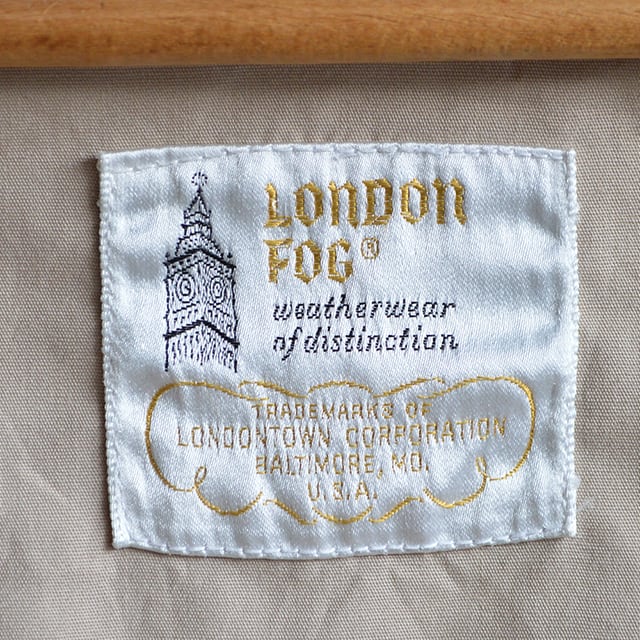 LONDON
FOG®
weatherwear
of distinction
TRADEMARKS OF
LONDONTOWN CORPORATION
BALTIMORE, MD.
U.S.A.